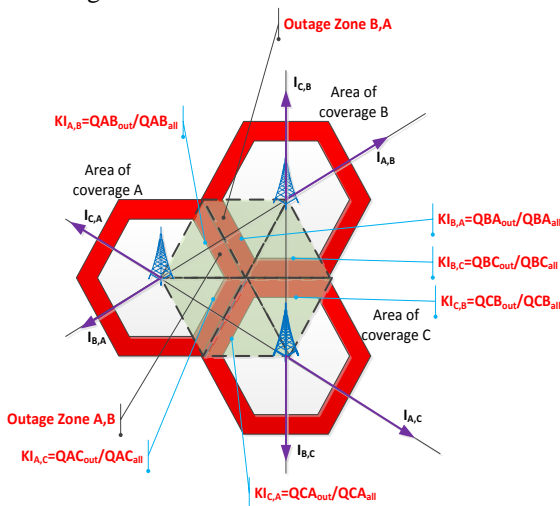 Outage Zone B,A
I_C,B
Area of
coverage B
KI_A,B=QAB_out/QAB_all
I_A,B
Area of
coverage A
I_C,A
KI_B,A=QBA_out/QBA_all
KI_B,C=QBC_out/QBC_all
KI_C,B=QCB_out/QCB_all
Area of
coverage C
I_B,A
Outage Zone A,B
I_A,C
KI_A,C=QAC_out/QAC_all
I_B,C
KI_C,A=QCA_out/QCA_all